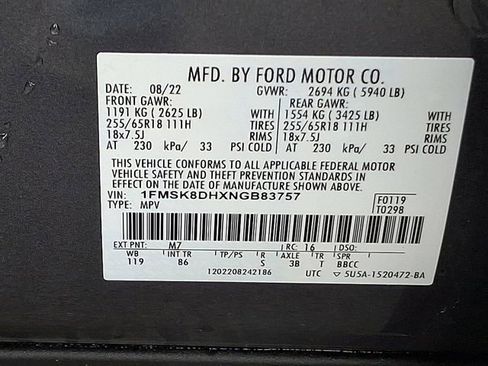 MFD. BY FORD MOTOR CO.
DATE: 08/22 GVWR: 2694 KG ( 5940 LB)
FRONT GAWR: REAR GAWR:
1191 KG ( 2625 LB) WITH 1554 KG ( 3425 LB) WITH
255/65R18 111H TIRES 255/65R18 111H TIRES
18x7.5J RIMS 18x7.5J RIMS
AT 230 kPa/ 33 PSI COLD AT 230 kPa/ 33 PSI COLD
THIS VEHICLE CONFORMS TO ALL APPLICABLE FEDERAL MOTOR
VEHICLE SAFETY AND THEFT PREVENTION STANDARDS IN
EFFECT ON THE DATE OF MANUFACTURE SHOWN ABOVE.
VIN: 1FMSK8DHXNGB83757 F0119
TYPE: MPV T0298
EXT PNT: M7 RC: 16 DSO:
WB INT TR TP/PS R AXLE TR SPR
119 86 S 3B T BBCC
1202208242186 UTC 5U5A-1520472-BA